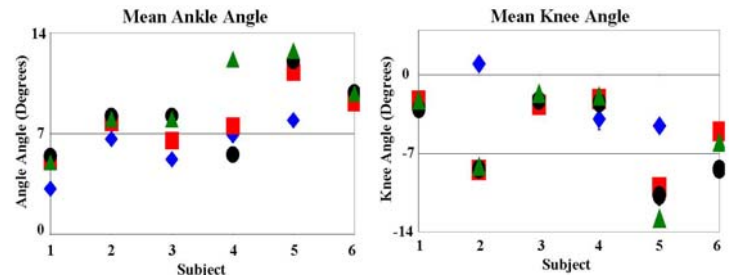 Mean Ankle Angle
Angle Angle (Degrees)
14
7
0
1 2 3 4 5 6
Subject
Mean Knee Angle
Knee Angle (Degrees)
0
-7
-14
1 2 3 4 5 6
Subject